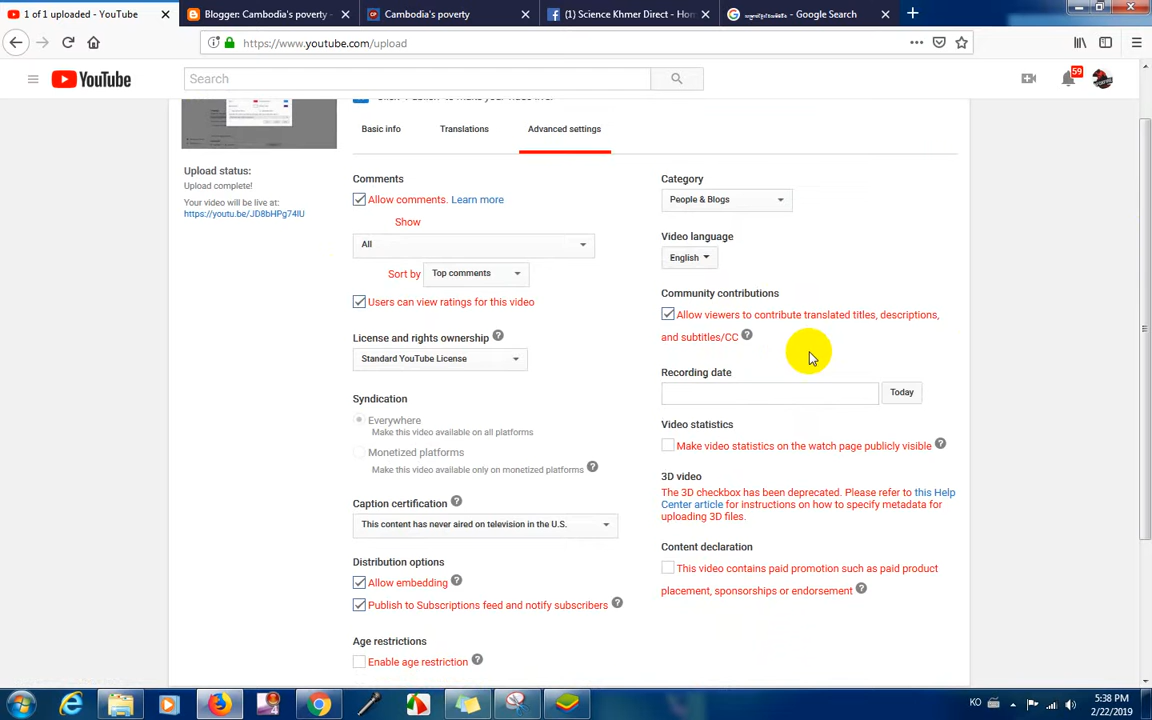 1 of 1 uploaded - YouTube
Blogger: Cambodia's poverty -
Cambodia's poverty
(1) Science Khmer Direct - Hom
- Google Search
https://www.youtube.com/upload
YouTube
Search
59
Basic info
Translations
Advanced settings
Upload status:
Upload complete!
Your video will be live at:
https://youtu.be/JD8bHPg74IU
Comments
Allow comments. Learn more
Show
All
Sort by
Top comments
Users can view ratings for this video
License and rights ownership
Standard YouTube License
Syndication
Everywhere
Make this video available on all platforms
Monetized platforms
Make this video available only on monetized platforms
Caption certification
This content has never aired on television in the U.S.
Distribution options
Allow embedding
Publish to Subscriptions feed and notify subscribers
Age restrictions
Enable age restriction
Category
People & Blogs
Video language
English
Community contributions
Allow viewers to contribute translated titles, descriptions,
and subtitles/CC
Recording date
Today
Video statistics
Make video statistics on the watch page publicly visible
3D video
The 3D checkbox has been deprecated. Please refer to this Help
Center article for instructions on how to specify metadata for
uploading 3D files.
Content declaration
This video contains paid promotion such as paid product
placement, sponsorships or endorsement
KO
5:38 PM
2/22/2019